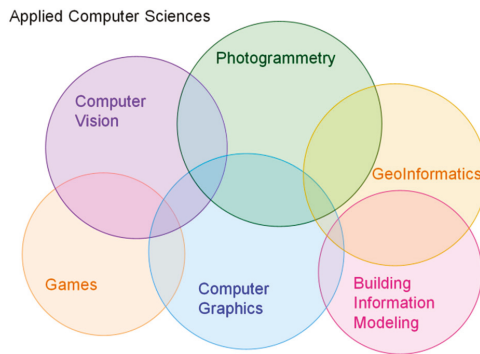 Applied Computer Sciences
Photogrammetry
Computer
Vision
GeoInformatics
Games
Computer
Graphics
Building
Information
Modeling